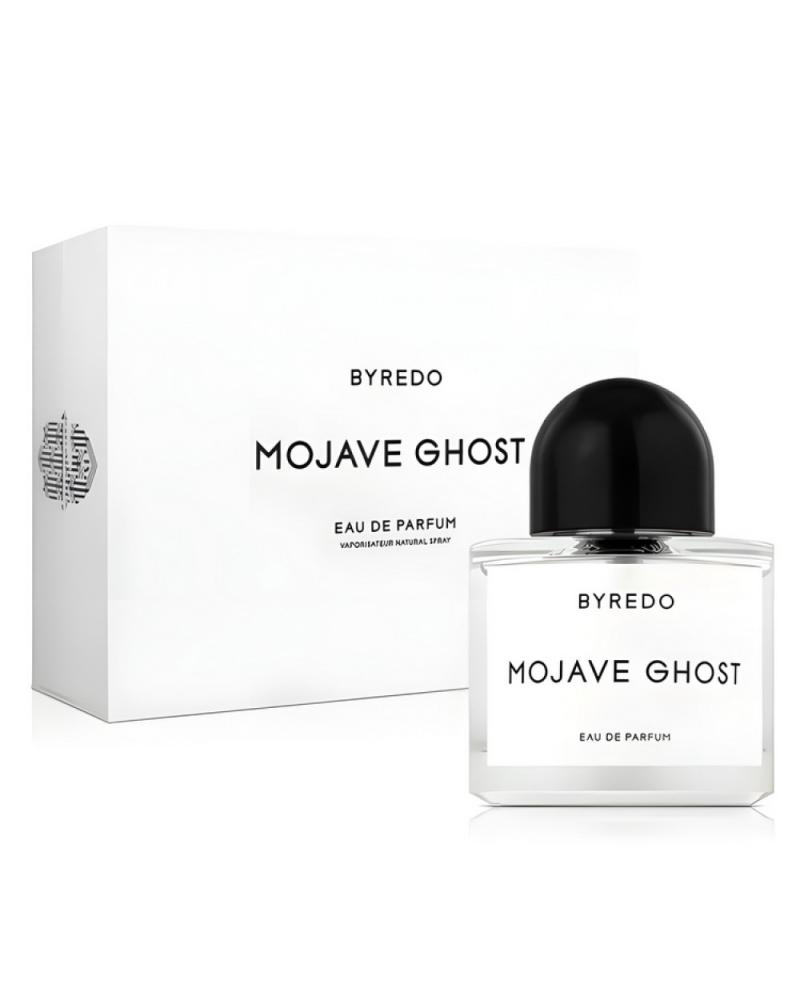 BYREDO
MOJAVE GHOST
EAU DE PARFUM
VAPORISATEUR NATURAL SPRAY
BYREDO
MOJAVE GHOST
EAU DE PARFUM